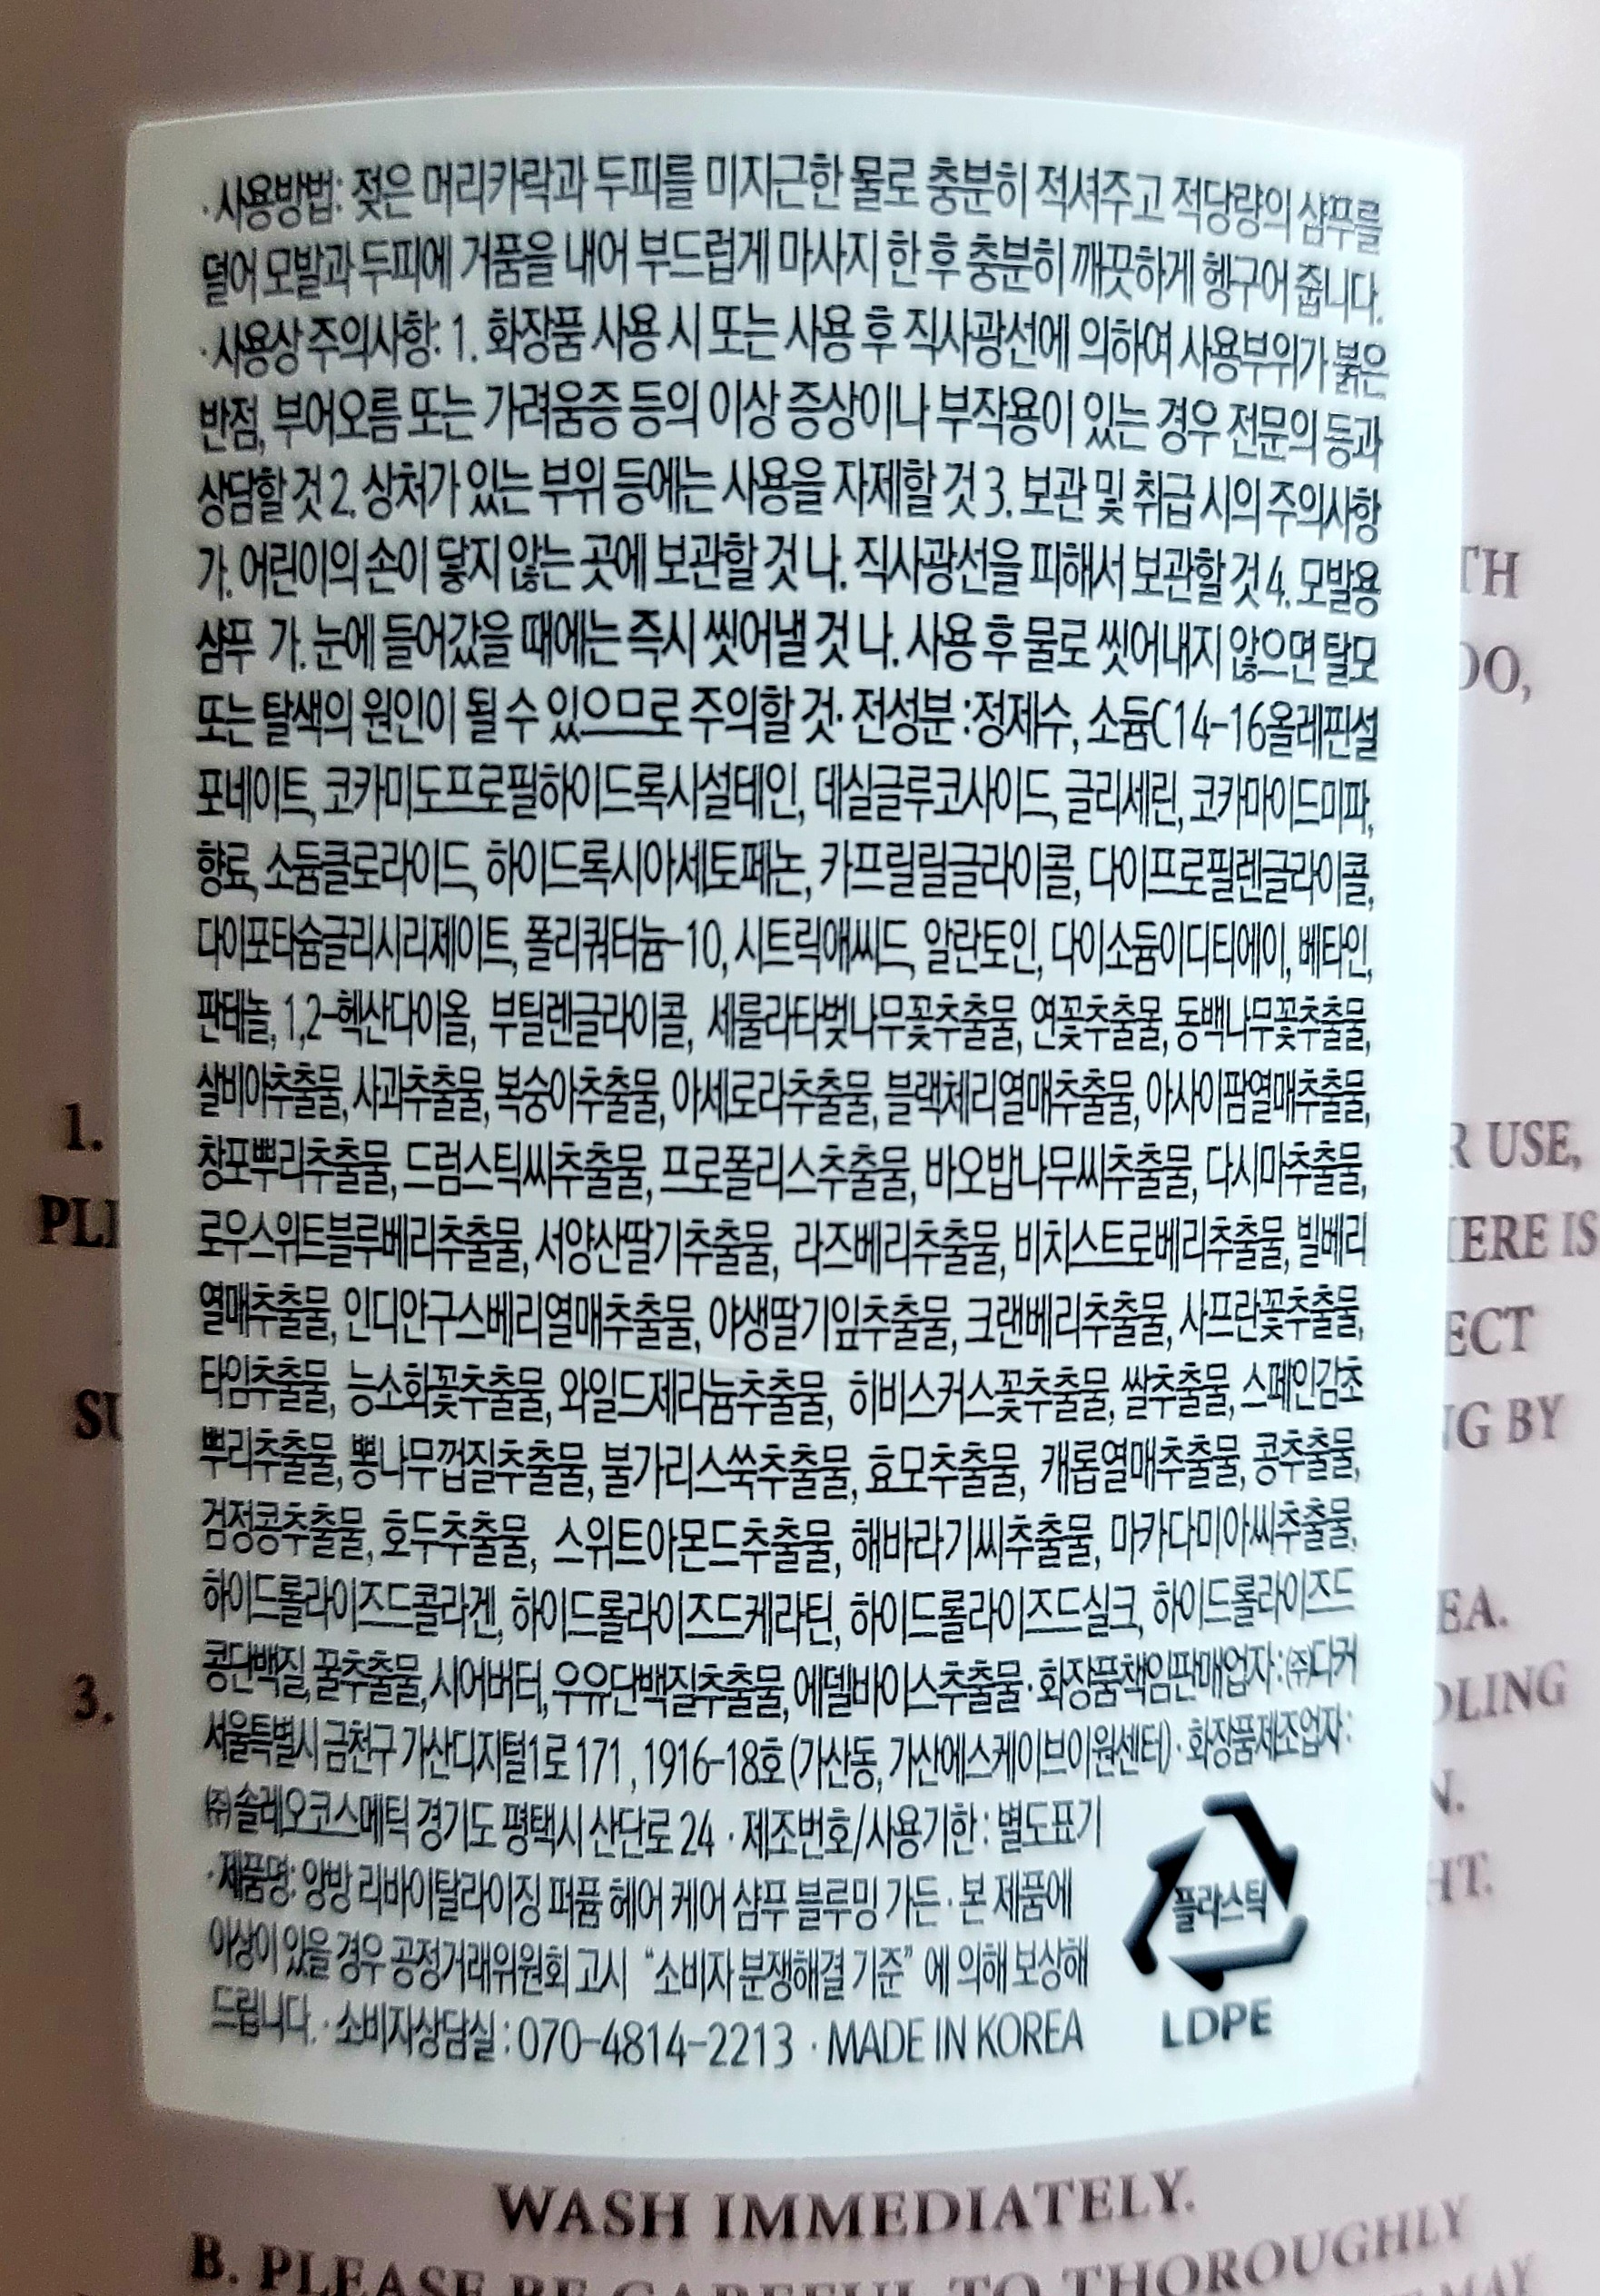 ·사용방법: 젖은 머리카락과 두피를 미지근한 물로 충분히 적셔주고 적당량의 샴푸를
덜어 모발과 두피에 거품을 내어 부드럽게 마사지 한 후 충분히 깨끗하게 헹구어 줍니다.
·사용상 주의사항: 1. 화장품 사용 시 또는 사용 후 직사광선에 의하여 사용부위가 붉은
반점, 부어오름 또는 가려움증 등의 이상 증상이나 부작용이 있는 경우 전문의 등과
상담할 것 2. 상처가 있는 부위 등에는 사용을 자제할 것 3. 보관 및 취급 시의 주의사항
가. 어린이의 손이 닿지 않는 곳에 보관할 것 나. 직사광선을 피해서 보관할 것 4. 모발용
샴푸 가. 눈에 들어갔을 때에는 즉시 씻어낼 것 나. 사용 후 물로 씻어내지 않으면 탈모
또는 탈색의 원인이 될 수 있으므로 주의할 것· 전성분 :정제수, 소듐C14-16올레핀설
포네이트, 코카미도프로필하이드록시설테인, 데실글루코사이드, 글리세린, 코카마이드미파,
향료, 소듐클로라이드, 하이드록시아세토페논, 카프릴릴글라이콜, 다이프로필렌글라이콜,
다이포타슘글리시리제이트, 폴리쿼터늄-10, 시트릭애씨드, 알란토인, 다이소듐이디티에이, 베타인,
판테놀, 1,2-헥산다이올, 부틸렌글라이콜, 세룰라타벚나무꽃추출물, 연꽃추출물, 동백나무꽃추출물,
살비아추출물, 사과추출물, 복숭아추출물, 아세로라추출물, 블랙체리열매추출물, 아사이팜열매추출물,
창포뿌리추출물, 드럼스틱씨추출물, 프로폴리스추출물, 바오밥나무씨추출물, 다시마추출물,
로우스위트블루베리추출물, 서양산딸기추출물, 라즈베리추출물, 비치스트로베리추출물, 빌베리
열매추출물, 인디안구스베리열매추출물, 야생딸기잎추출물, 크랜베리추출물, 사프란꽃추출물,
타임추출물, 능소화꽃추출물, 와일드제라늄추출물, 히비스커스꽃추출물, 쌀추출물, 스페인감초
뿌리추출물, 뽕나무껍질추출물, 불가리스쑥추출물, 효모추출물, 캐롭열매추출물, 콩추출물,
검정콩추출물, 호두추출물, 스위트아몬드추출물, 해바라기씨추출물, 마카다미아씨추출물,
하이드롤라이즈드콜라겐, 하이드롤라이즈드케라틴, 하이드롤라이즈드실크, 하이드롤라이즈드
콩단백질, 꿀추출물, 시어버터, 우유단백질추출물, 에델바이스추출물 · 화장품책임판매업자 : ㈜다커
서울특별시 금천구 가산디지털1로 171 , 1916-18호 (가산동, 가산에스케이브이원센터) · 화장품제조업자 :
㈜솔레오코스메틱 경기도 평택시 산단로 24 · 제조번호/사용기한 : 별도표기
·제품명: 앙방 리바이탈라이징 퍼퓸 헤어 케어 샴푸 블루밍 가든 · 본 제품에
이상이 있을 경우 공정거래위원회 고시 “소비자 분쟁해결 기준” 에 의해 보상해
드립니다. · 소비자상담실 : 070-4814-2213 · MADE IN KOREA
플라스틱
LDPE
1.
3.
USE,
IS
BY
WASH IMMEDIATELY.
B. PLEASE BE CAREFUL TO THOROUGHLY
MAY